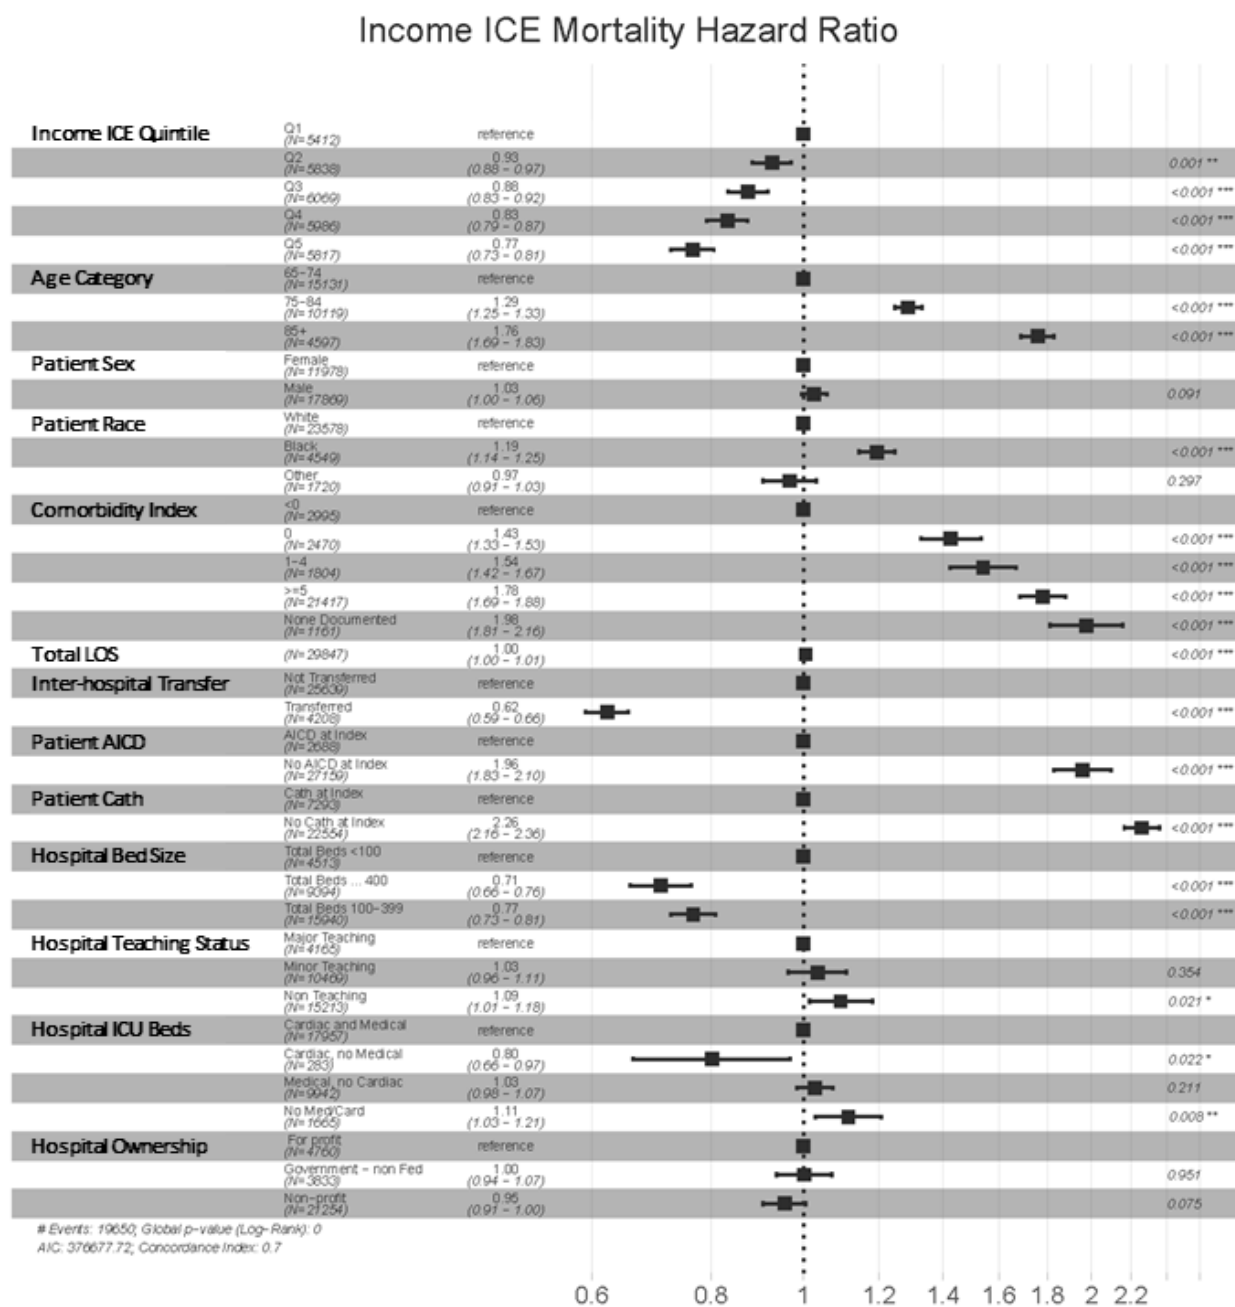 Income ICE Mortality Hazard Ratio
Income ICE Quintile Q1 (N=5412) reference
Q2 (N=5838) 0.93 (0.88 - 0.97) 0.001 **
Q3 (N=6069) 0.88 (0.83 - 0.92) <0.001 ***
Q4 (N=5986) 0.83 (0.79 - 0.87) <0.001 ***
Q5 (N=5817) 0.77 (0.73 - 0.81) <0.001 ***
Age Category 65-74 (N=15131) reference
75-84 (N=10119) 1.29 (1.25 - 1.33) <0.001 ***
85+ (N=4597) 1.76 (1.69 - 1.83) <0.001 ***
Patient Sex Female (N=11978) reference
Male (N=17869) 1.03 (1.00 - 1.06) 0.091
Patient Race White (N=23578) reference
Black (N=4549) 1.19 (1.14 - 1.25) <0.001 ***
Other (N=1720) 0.97 (0.91 - 1.03) 0.297
Comorbidity Index <0 (N=2995) reference
0 (N=2470) 1.43 (1.33 - 1.53) <0.001 ***
1-4 (N=1804) 1.54 (1.42 - 1.67) <0.001 ***
>=5 (N=21417) 1.78 (1.69 - 1.88) <0.001 ***
None Documented (N=1161) 1.98 (1.81 - 2.16) <0.001 ***
Total LOS (N=29847) 1.00 (1.00 - 1.01) <0.001 ***
Inter-hospital Transfer Not Transferred (N=25639) reference
Transferred (N=4208) 0.62 (0.59 - 0.66) <0.001 ***
Patient AICD AICD at Index (N=2688) reference
No AICD at Index (N=27159) 1.96 (1.83 - 2.10) <0.001 ***
Patient Cath Cath at Index (N=7293) reference
No Cath at Index (N=22554) 2.26 (2.16 - 2.36) <0.001 ***
Hospital Bed Size Total Beds <100 (N=4513) reference
Total Beds ... 400 (N=9394) 0.71 (0.66 - 0.76) <0.001 ***
Total Beds 100-399 (N=15940) 0.77 (0.73 - 0.81) <0.001 ***
Hospital Teaching Status Major Teaching (N=4165) reference
Minor Teaching (N=10469) 1.03 (0.96 - 1.11) 0.354
Non Teaching (N=15213) 1.09 (1.01 - 1.18) 0.021 *
Hospital ICU Beds Cardiac and Medical (N=17957) reference
Cardiac, no Medical (N=283) 0.80 (0.66 - 0.97) 0.022 *
Medical, no Cardiac (N=9942) 1.03 (0.98 - 1.07) 0.211
No Med/Card (N=1665) 1.11 (1.03 - 1.21) 0.008 **
Hospital Ownership For profit (N=4760) reference
Government - non Fed (N=3833) 1.00 (0.94 - 1.07) 0.951
Non-profit (N=21254) 0.95 (0.91 - 1.00) 0.075
# Events: 19650; Global p-value (Log-Rank): 0
AIC: 376677.72; Concordance Index: 0.7
0.6 0.8 1 1.2 1.4 1.6 1.8 2 2.2